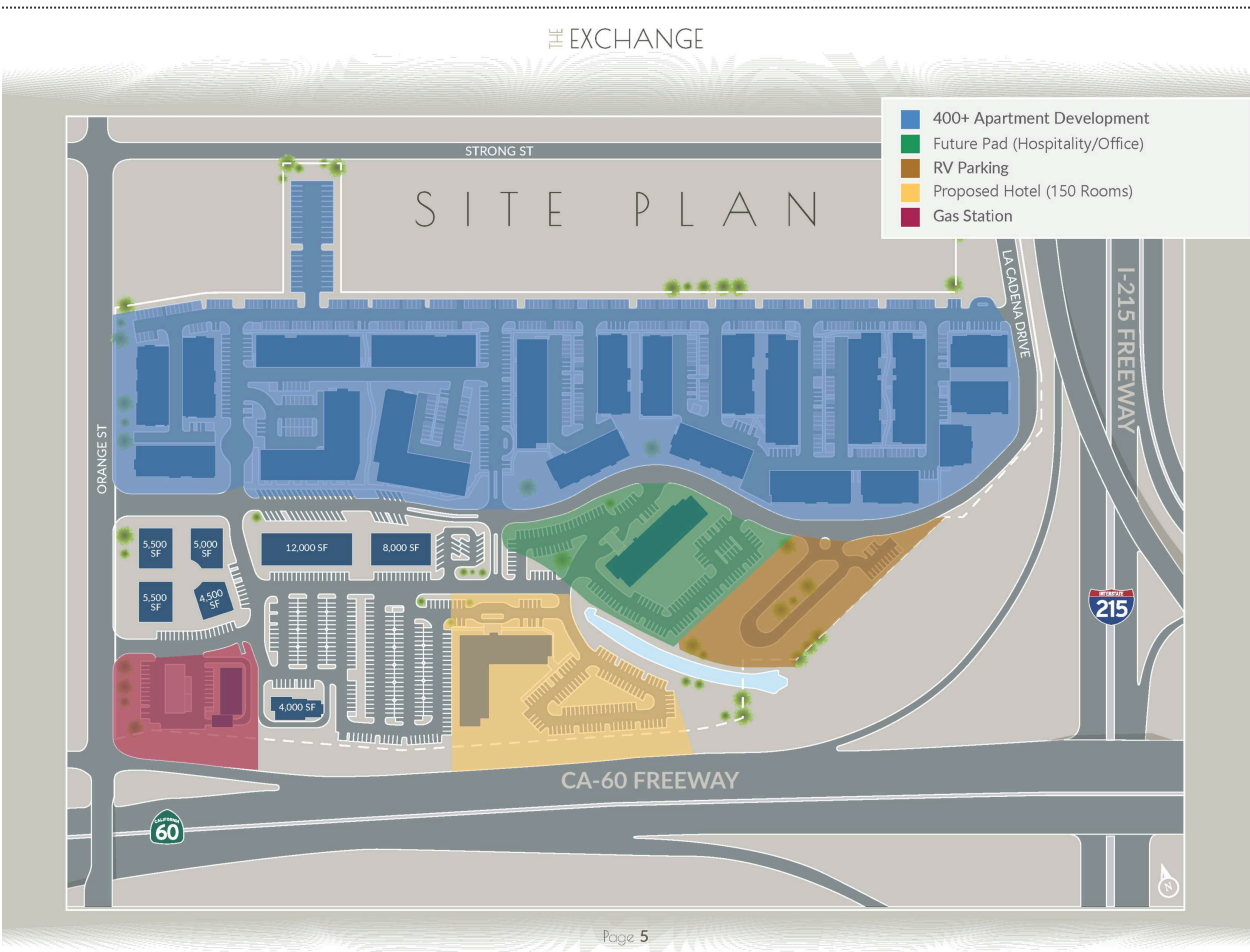 THE EXCHANGE
400+ Apartment Development
Future Pad (Hospitality/Office)
RV Parking
Proposed Hotel (150 Rooms)
Gas Station
STRONG ST
SITE PLAN
LA CADENA DRIVE
I-215 FREEWAY
ORANGE ST
5,500
SF
5,000
SF
12,000 SF
8,000 SF
5,500
SF
4,500
SF
INTERSTATE
215
4,000 SF
CA-60 FREEWAY
CALIFORNIA
60
N
Page 5